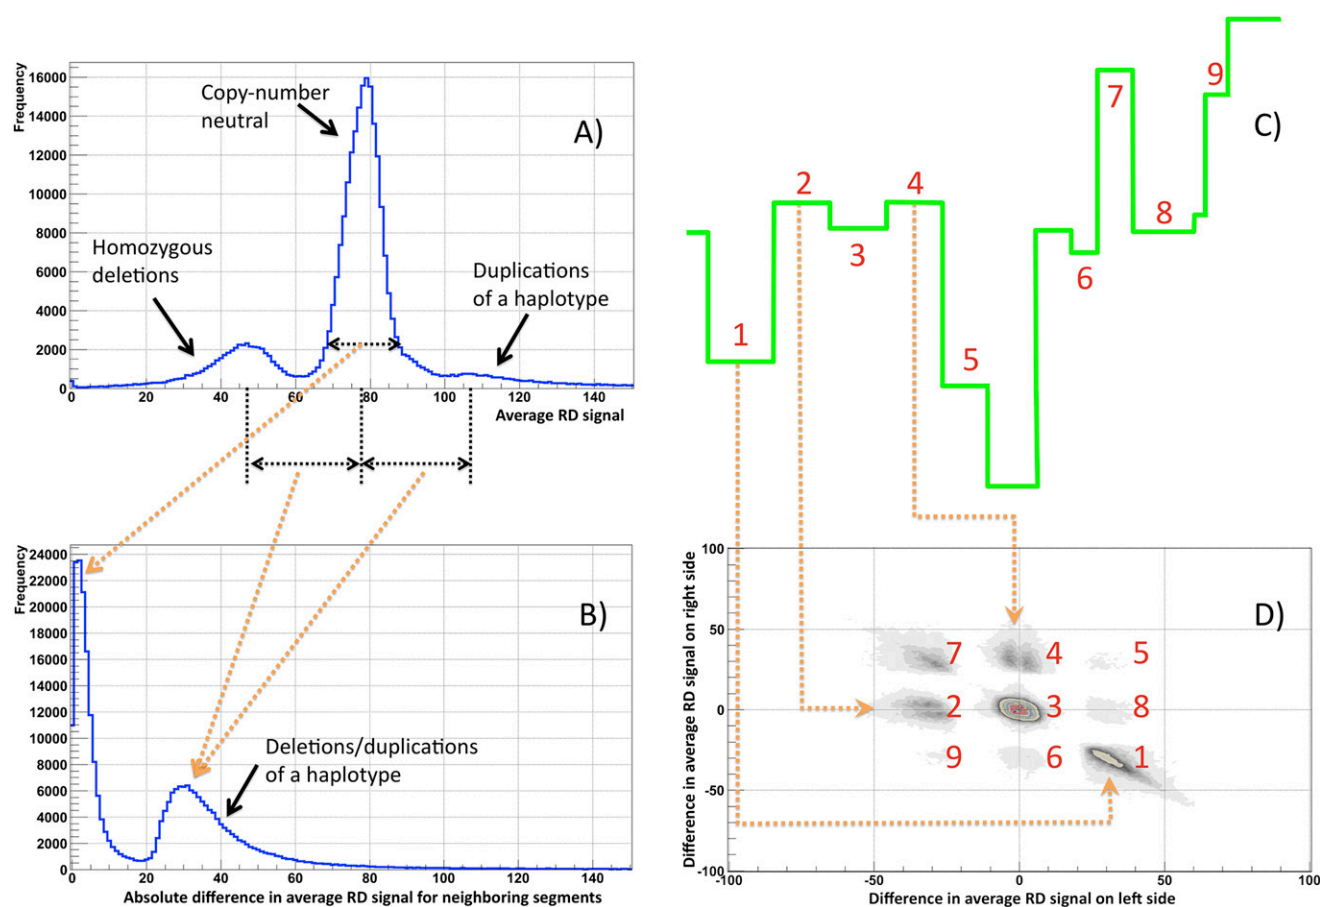 A)
Frequency
16000
14000
12000
10000
8000
6000
4000
2000
0
Copy-number
neutral
Homozygous
deletions
Duplications
of a haplotype
0 20 40 60 80 100 120 140
Average RD signal
B)
Frequency
24000
22000
20000
18000
16000
14000
12000
10000
8000
6000
4000
2000
0
Deletions/duplications
of a haplotype
0 20 40 60 80 100 120 140
Absolute difference in average RD signal for neighboring segments
C)
1
2
3
4
5
6
7
8
9
D)
Difference in average RD signal on right side
100
50
0
-50
-100
7 4 5
2 3 8
9 6 1
-100 -50 0 50 100
Difference in average RD signal on left side